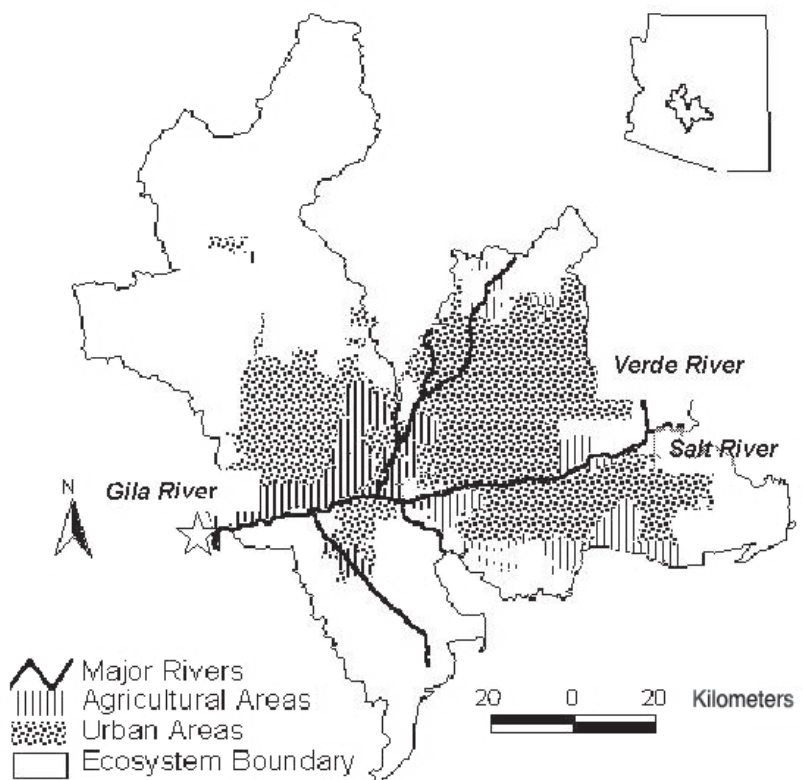 Verde River
Salt River
Gila River
N
Major Rivers
Agricultural Areas
Urban Areas
Ecosystem Boundary
20 0 20 Kilometers